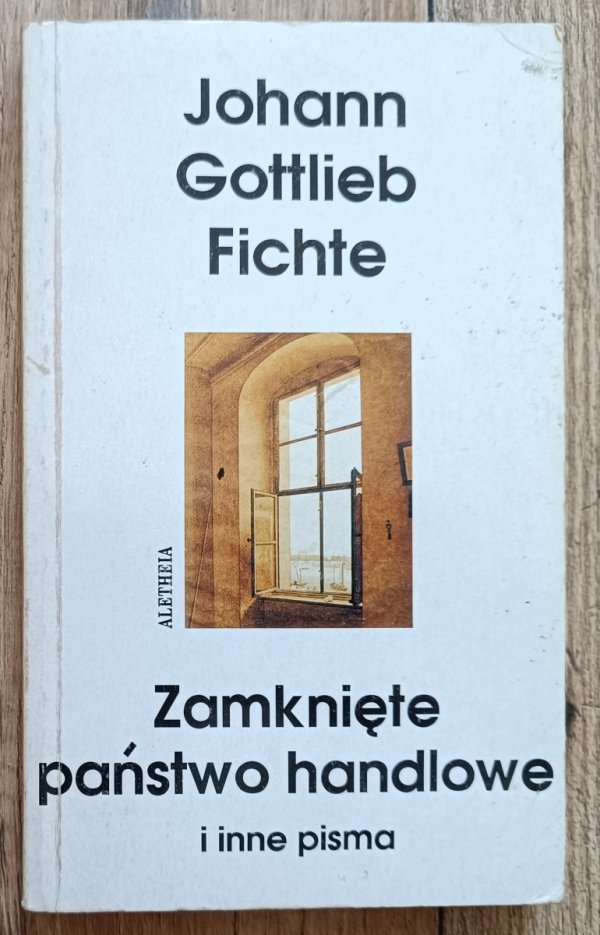 Johann
Gottlieb
Fichte
ALETHEIA
Zamknięte
państwo handlowe
i inne pisma